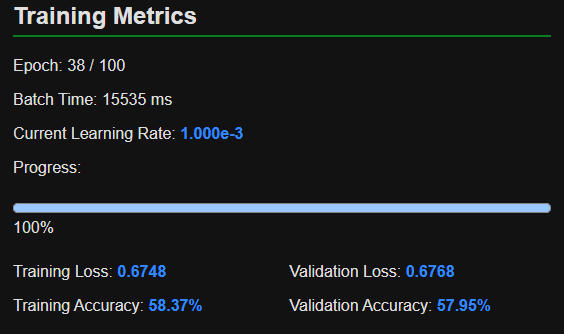 Training Metrics
Epoch: 38 / 100
Batch Time: 15535 ms
Current Learning Rate: 1.000e-3
Progress:
100%
Training Loss: 0.6748 Validation Loss: 0.6768
Training Accuracy: 58.37% Validation Accuracy: 57.95%